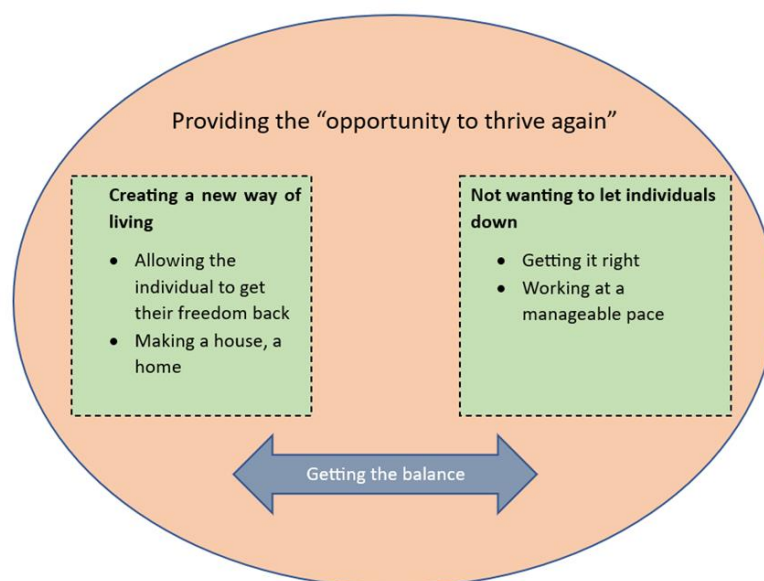 Providing the “opportunity to thrive again”
Creating a new way of
living
• Allowing the
individual to get
their freedom back
• Making a house, a
home
Not wanting to let individuals
down
• Getting it right
• Working at a
manageable pace
Getting the balance